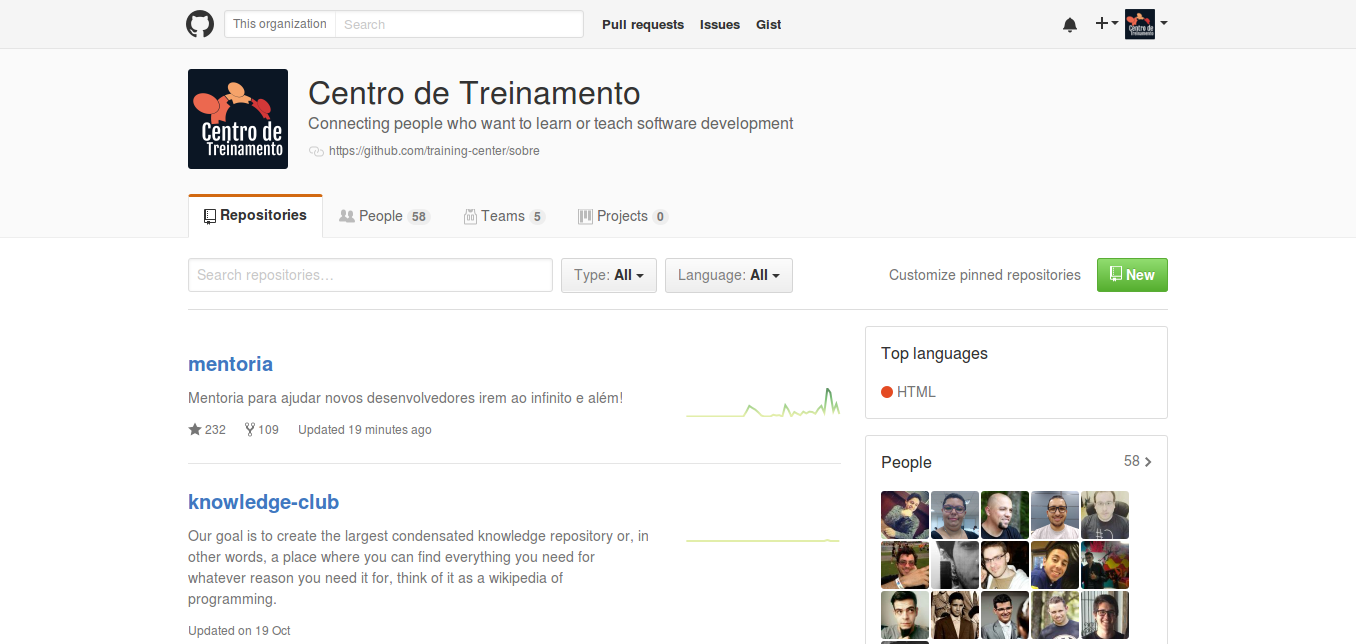 This organization Search Pull requests Issues Gist
Centro de Treinamento
Centro de
Treinamento
Centro de Treinamento
Connecting people who want to learn or teach software development
https://github.com/training-center/sobre
Repositories People 58 Teams 5 Projects 0
Search repositories… Type: All Language: All Customize pinned repositories New
mentoria
Mentoria para ajudar novos desenvolvedores irem ao infinito e além!
232 109 Updated 19 minutes ago
Top languages
HTML
knowledge-club
Our goal is to create the largest condensated knowledge repository or, in
other words, a place where you can find everything you need for
whatever reason you need it for, think of it as a wikipedia of
programming.
Updated on 19 Oct
People 58